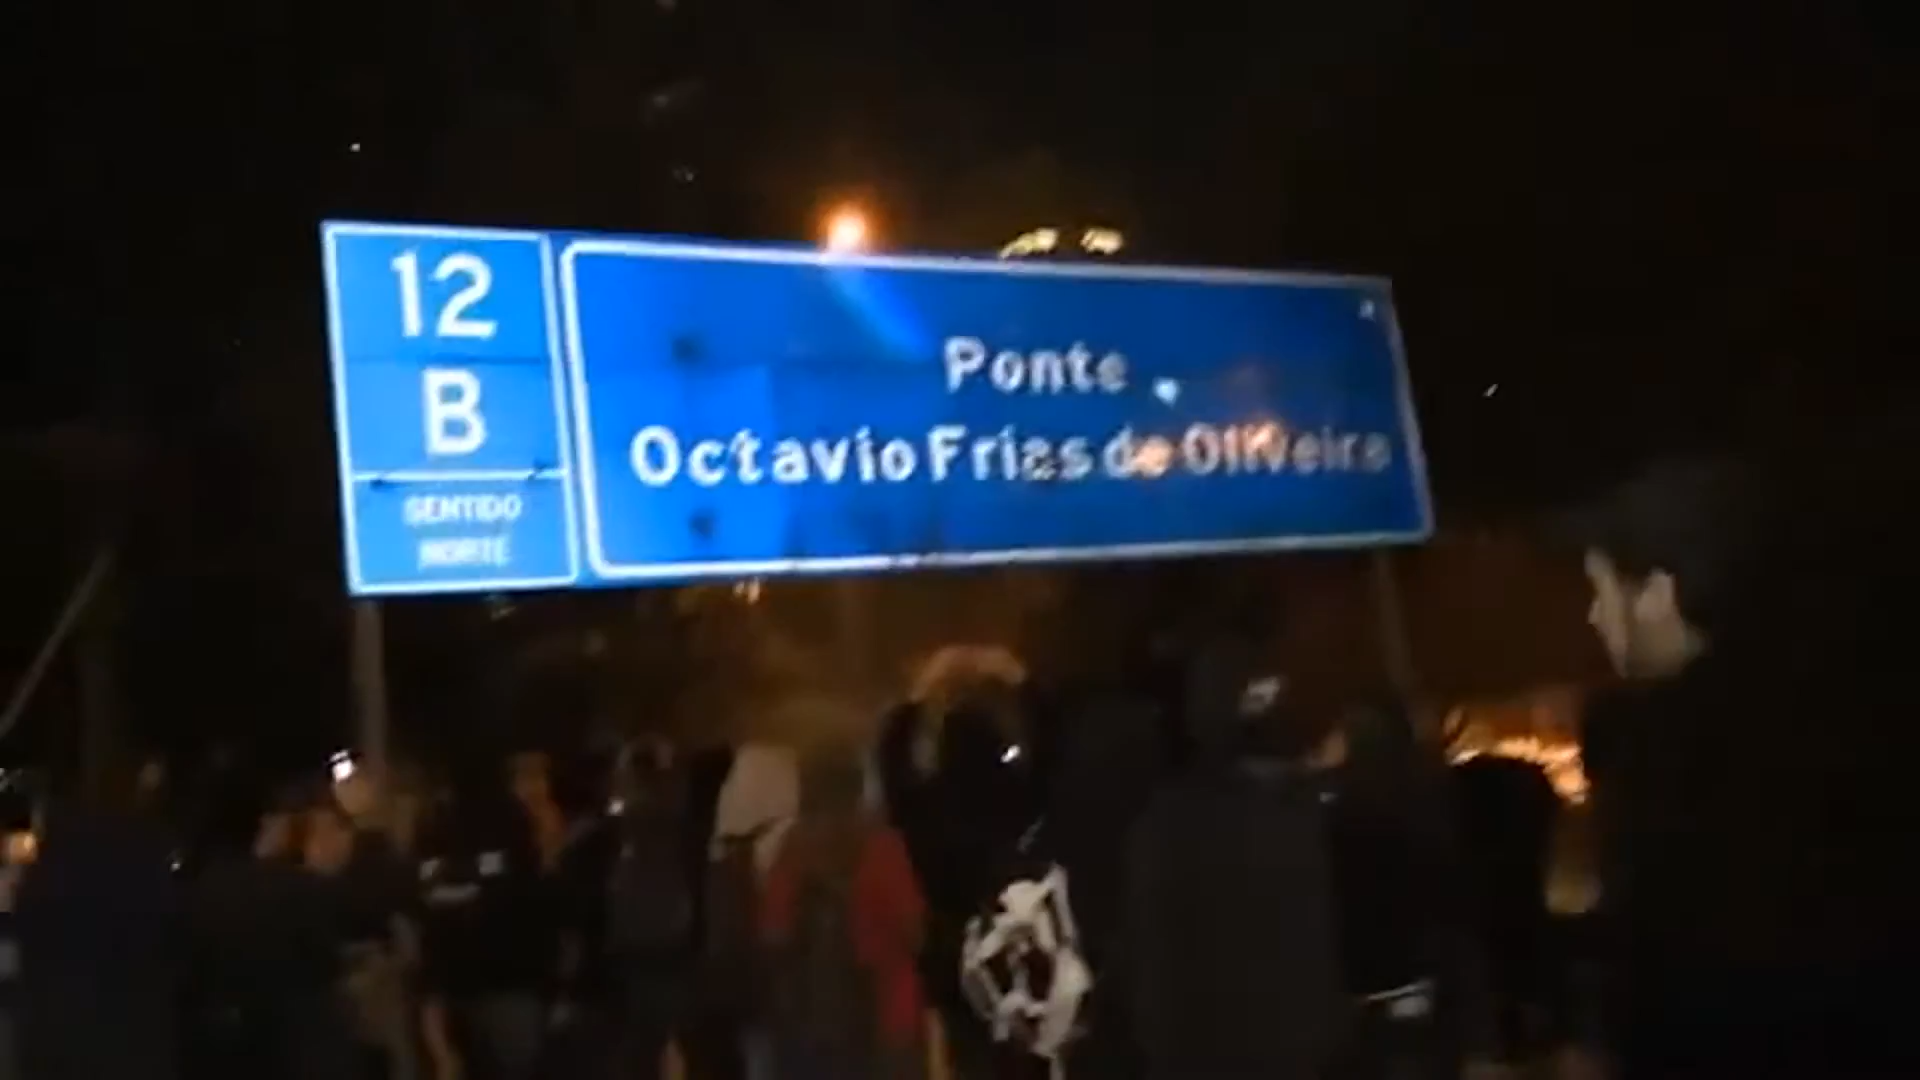 12
B
SENTIDO
NORTE
Ponte
Octavio Frias de Oliveira